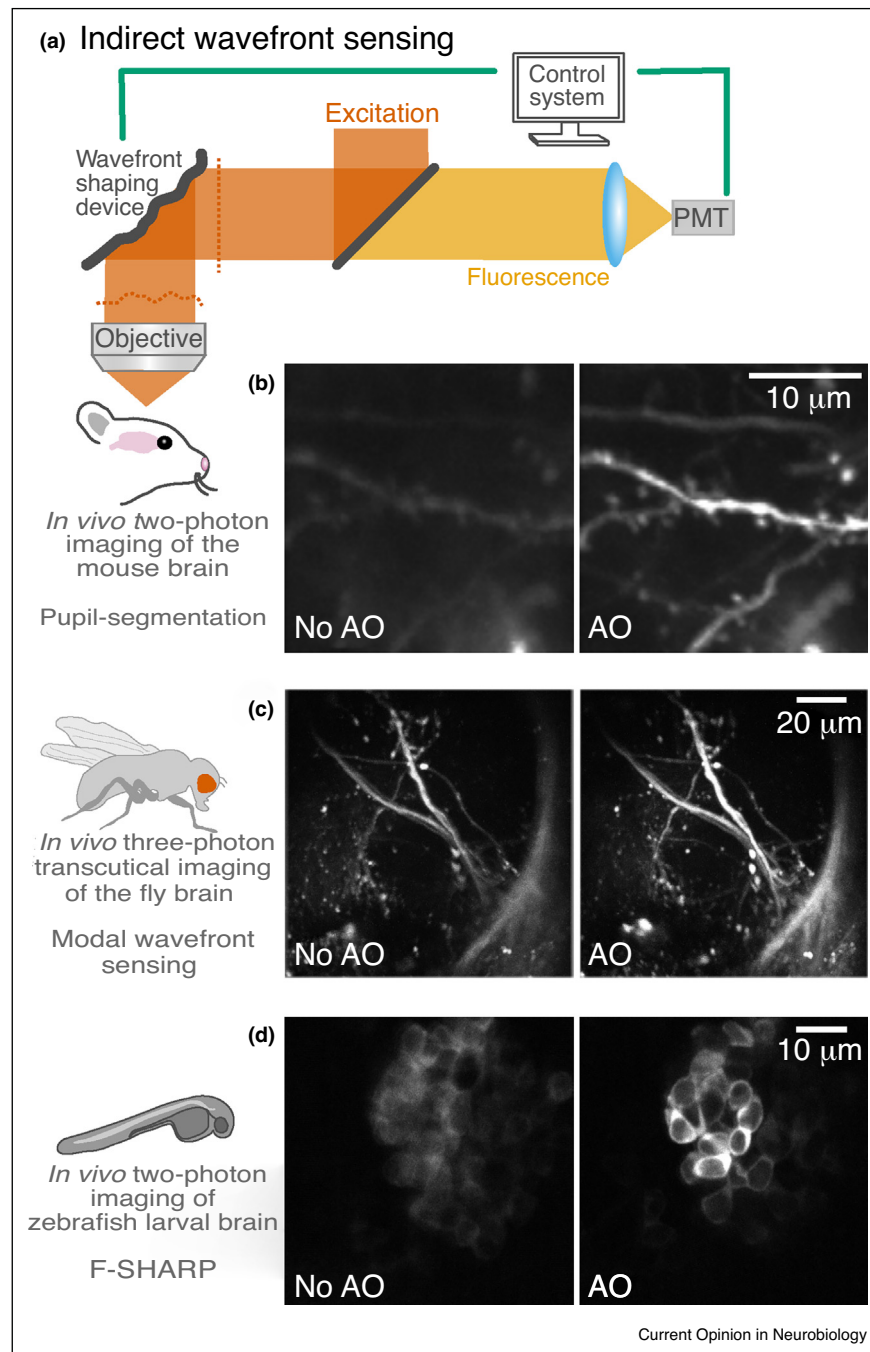 (a) Indirect wavefront sensing
Control
system
Excitation
Wavefront
shaping
device
PMT
Fluorescence
Objective
(b)
10 μm
In vivo two-photon
imaging of the
mouse brain
Pupil-segmentation
No AO
AO
(c)
20 μm
In vivo three-photon
transcutical imaging
of the fly brain
Modal wavefront
sensing
No AO
AO
(d)
10 μm
In vivo two-photon
imaging of
zebrafish larval brain
F-SHARP
No AO
AO
Current Opinion in Neurobiology